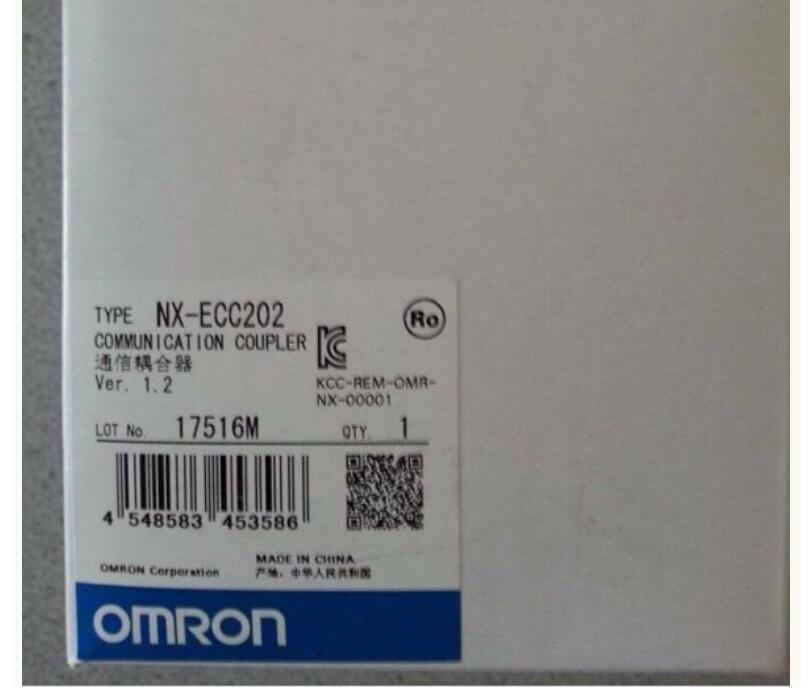 TYPE NX-ECC202
Ro
COMMUNICATION COUPLER
通信耦合器
Ver. 1.2
KCC-REM-OMR-
NX-00001
LOT No. 17516M QTY. 1
4 548583 453586
OMRON Corporation
MADE IN CHINA
产地：中华人民共和国
OMRON